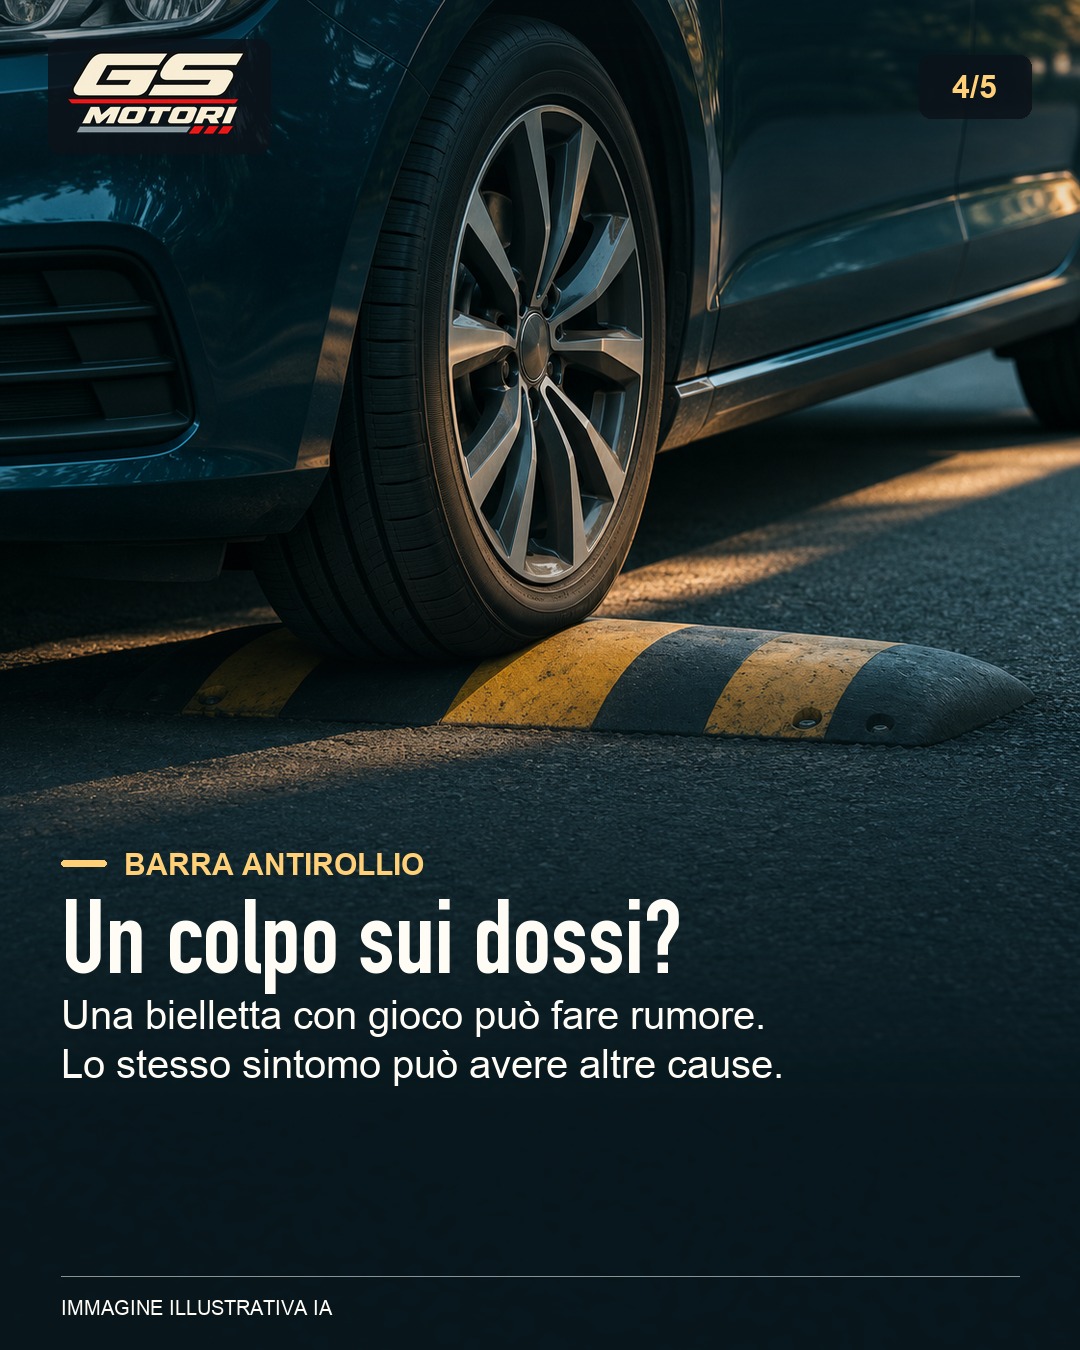 GS
MOTORI
4/5
BARRA ANTIROLLIO
Un colpo sui dossi?
Una bielletta con gioco può fare rumore.
Lo stesso sintomo può avere altre cause.
IMMAGINE ILLUSTRATIVA IA